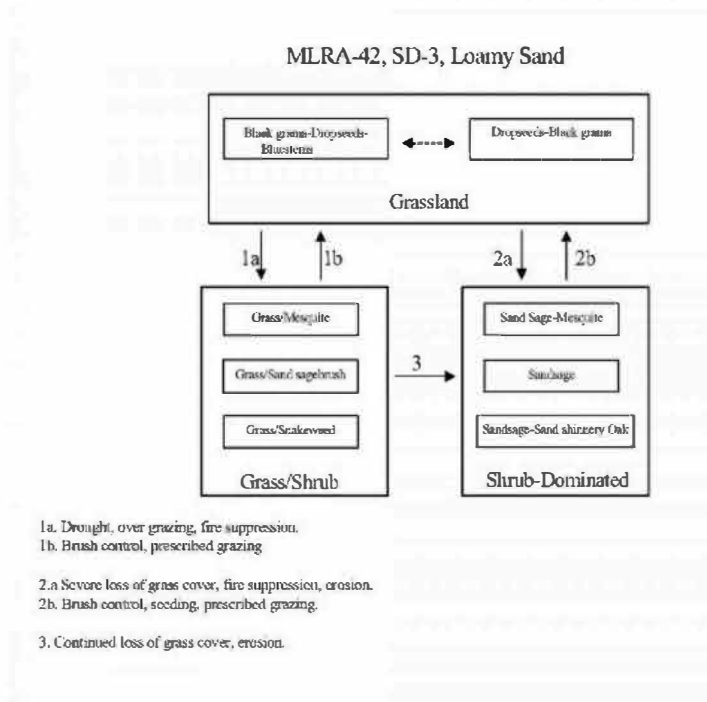 MLRA-42, SD-3, Loamy Sand
Black grama-Dropseeds-
Bluestems
Dropseeds-Black grama
Grassland
1a
1b
2a
2b
Grass/Mesquite
Sand Sage-Mesquite
3
Grass/Sand sagebrush
Sandsage
Grass/Snakeweed
Sandsage-Sand shinnery Oak
Grass/Shrub
Shrub-Dominated
1a. Drought, over grazing, fire suppression.
1b. Brush control, prescribed grazing
2.a Severe loss of grass cover, fire suppression, erosion.
2b. Brush control, seeding, prescribed grazing.
3. Continued loss of grass cover, erosion.